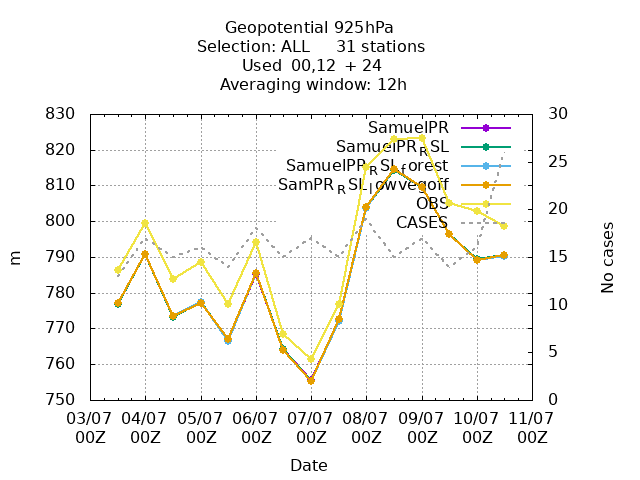 Geopotential 925hPa
Selection: ALL 31 stations
Used 00,12 + 24
Averaging window: 12h
830
820
810
800
790
780
770
760
750
m
30
25
20
15
10
5
0
No cases
SamuelPR
SamuelPR_RSL
SamuelPR_RSL_forest
SamPR_RSL_lowvegoff
OBS
CASES
03/07 04/07 05/07 06/07 07/07 08/07 09/07 10/07 11/07
00Z 00Z 00Z 00Z 00Z 00Z 00Z 00Z 00Z
Date